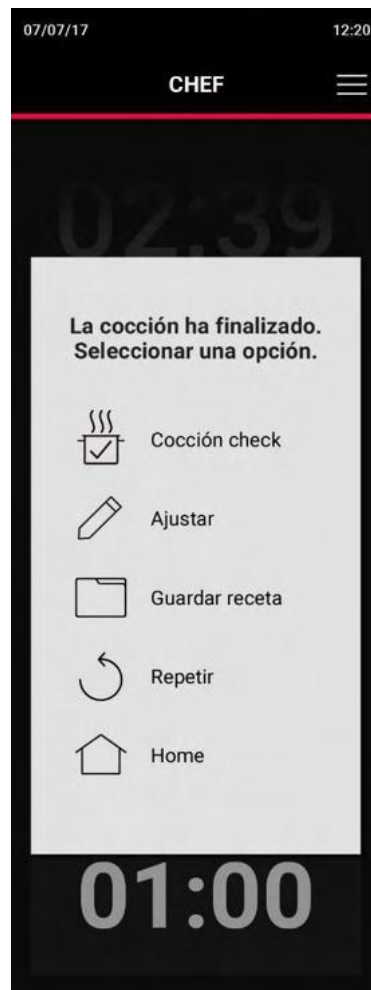 07/07/17 12:20
CHEF
02:39
La cocción ha finalizado.
Seleccionar una opción.
Cocción check
Ajustar
Guardar receta
Repetir
Home
01:00